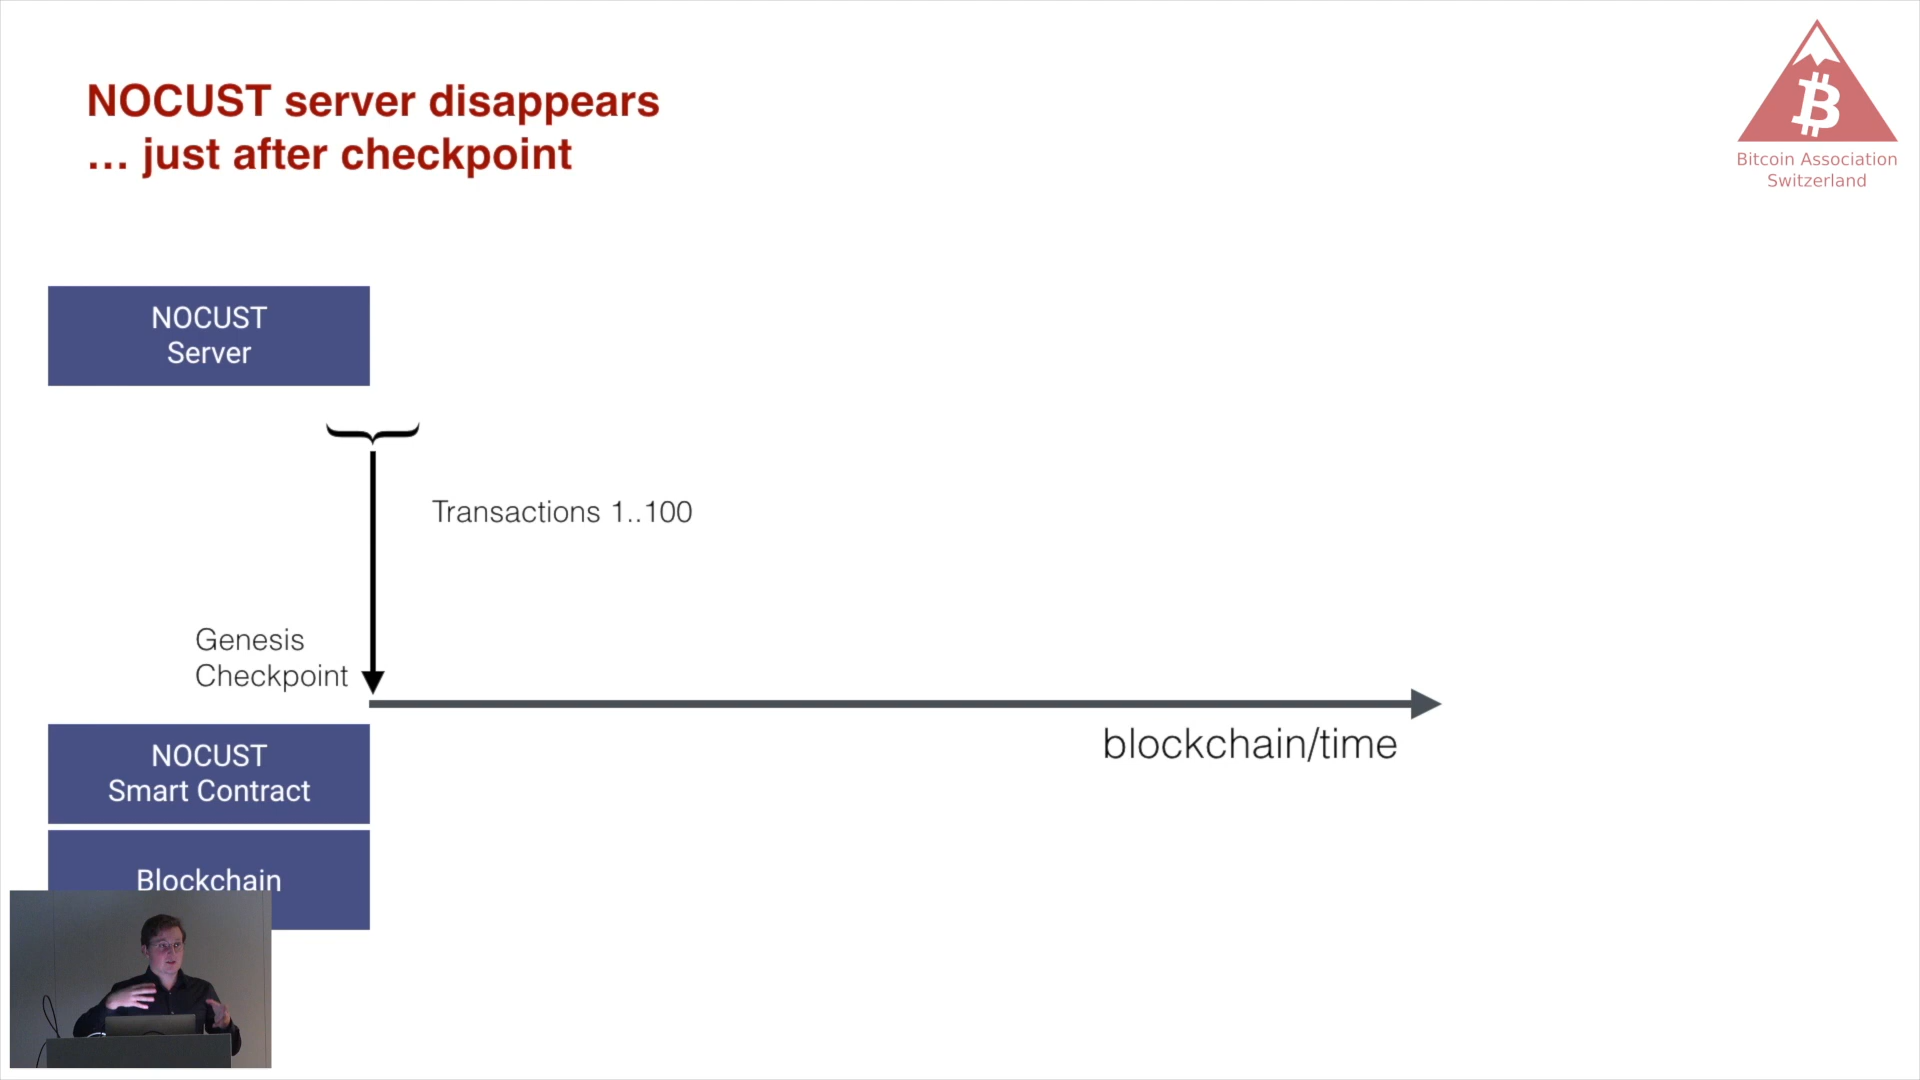 NOCUST server disappears
... just after checkpoint
Bitcoin Association
Switzerland
NOCUST
Server
Transactions 1..100
Genesis
Checkpoint
blockchain/time
NOCUST
Smart Contract
Blockchain